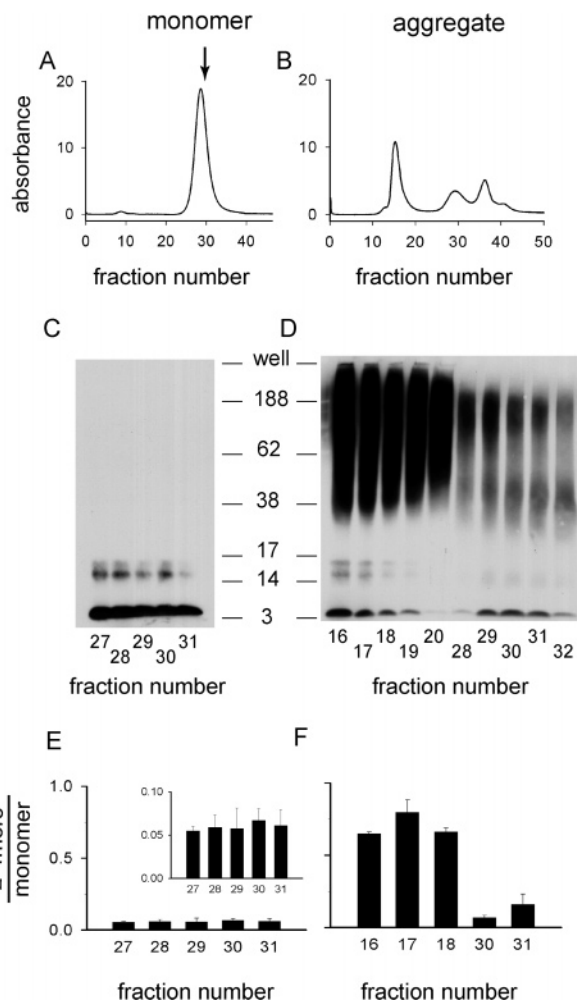 monomer
aggregate
A
B
absorbance
20
10
0
0 10 20 30 40
fraction number
20
10
0
0 10 20 30 40 50
fraction number
C
D
well
188
62
38
17
14
3
27 28 29 30 31
fraction number
16 17 18 19 20 28 29 30 31 32
fraction number
E
F
monomer
1.0
0.5
0.0
0.10
0.05
0.00
27 28 29 30 31
27 28 29 30 31
fraction number
16 17 18 30 31
fraction number